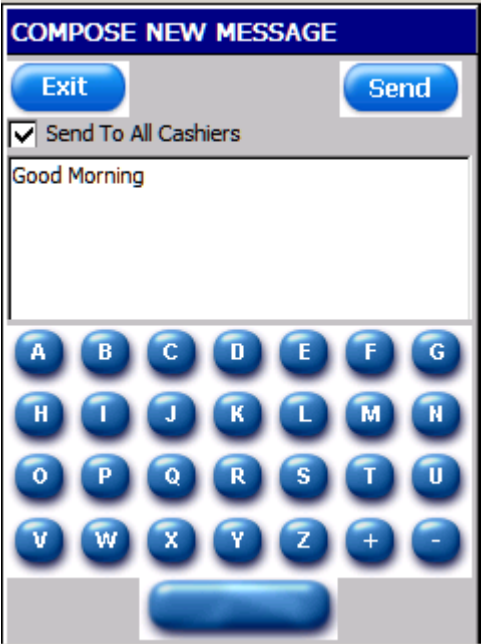 COMPOSE NEW MESSAGE
Exit Send
Send To All Cashiers
Good Morning
A B C D E F G
H I J K L M N
O P Q R S T U
V W X Y Z + -